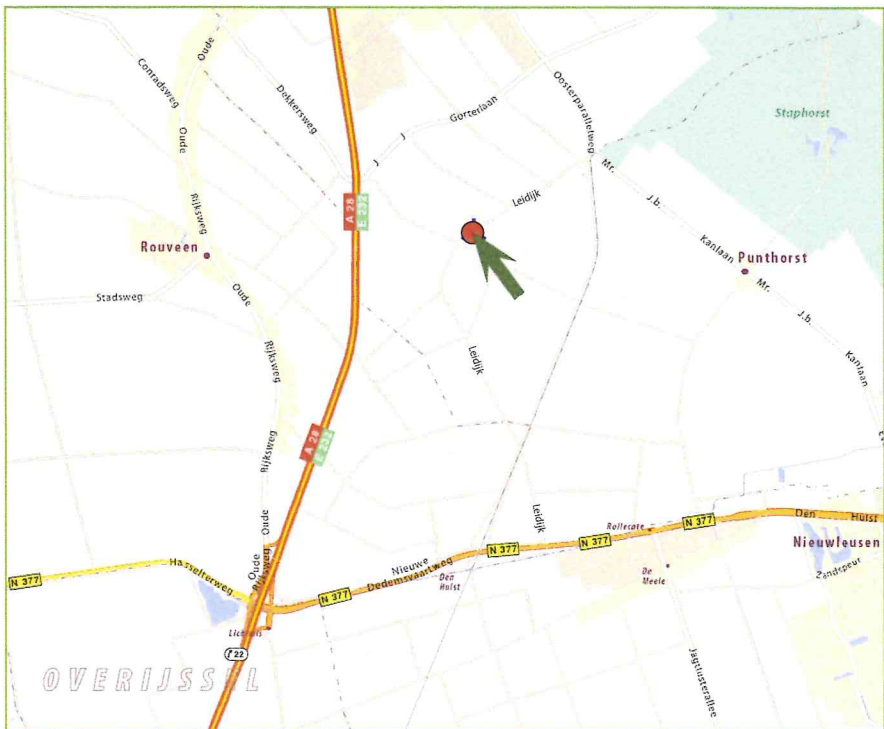 Oude
Conradsweg
Dekkersweg
Oude
Gorterlaan
J
J
Oosterparallelweg
Staphorst
Mr.
J.b.
Kanlaan
Mr.
J.b.
Kanlaan
Leidijk
Rijksweg
A 28
E 232
Rouveen
Punthorst
Stadsweg
Oude
Rijksweg
Leidijk
A 28
E 232
Rijksweg
Oude
Leidijk
Rollecate
N 377
Den Hulst
N 377
N 377
Nieuwleusen
Hasselterweg
Oude
Rijksweg
Nieuwe
Dedemsvaartweg
Den
Hulst
De
Meele
Zandspeur
N 377
N 377
22
Jagtlusterallee
OVERIJSSEL